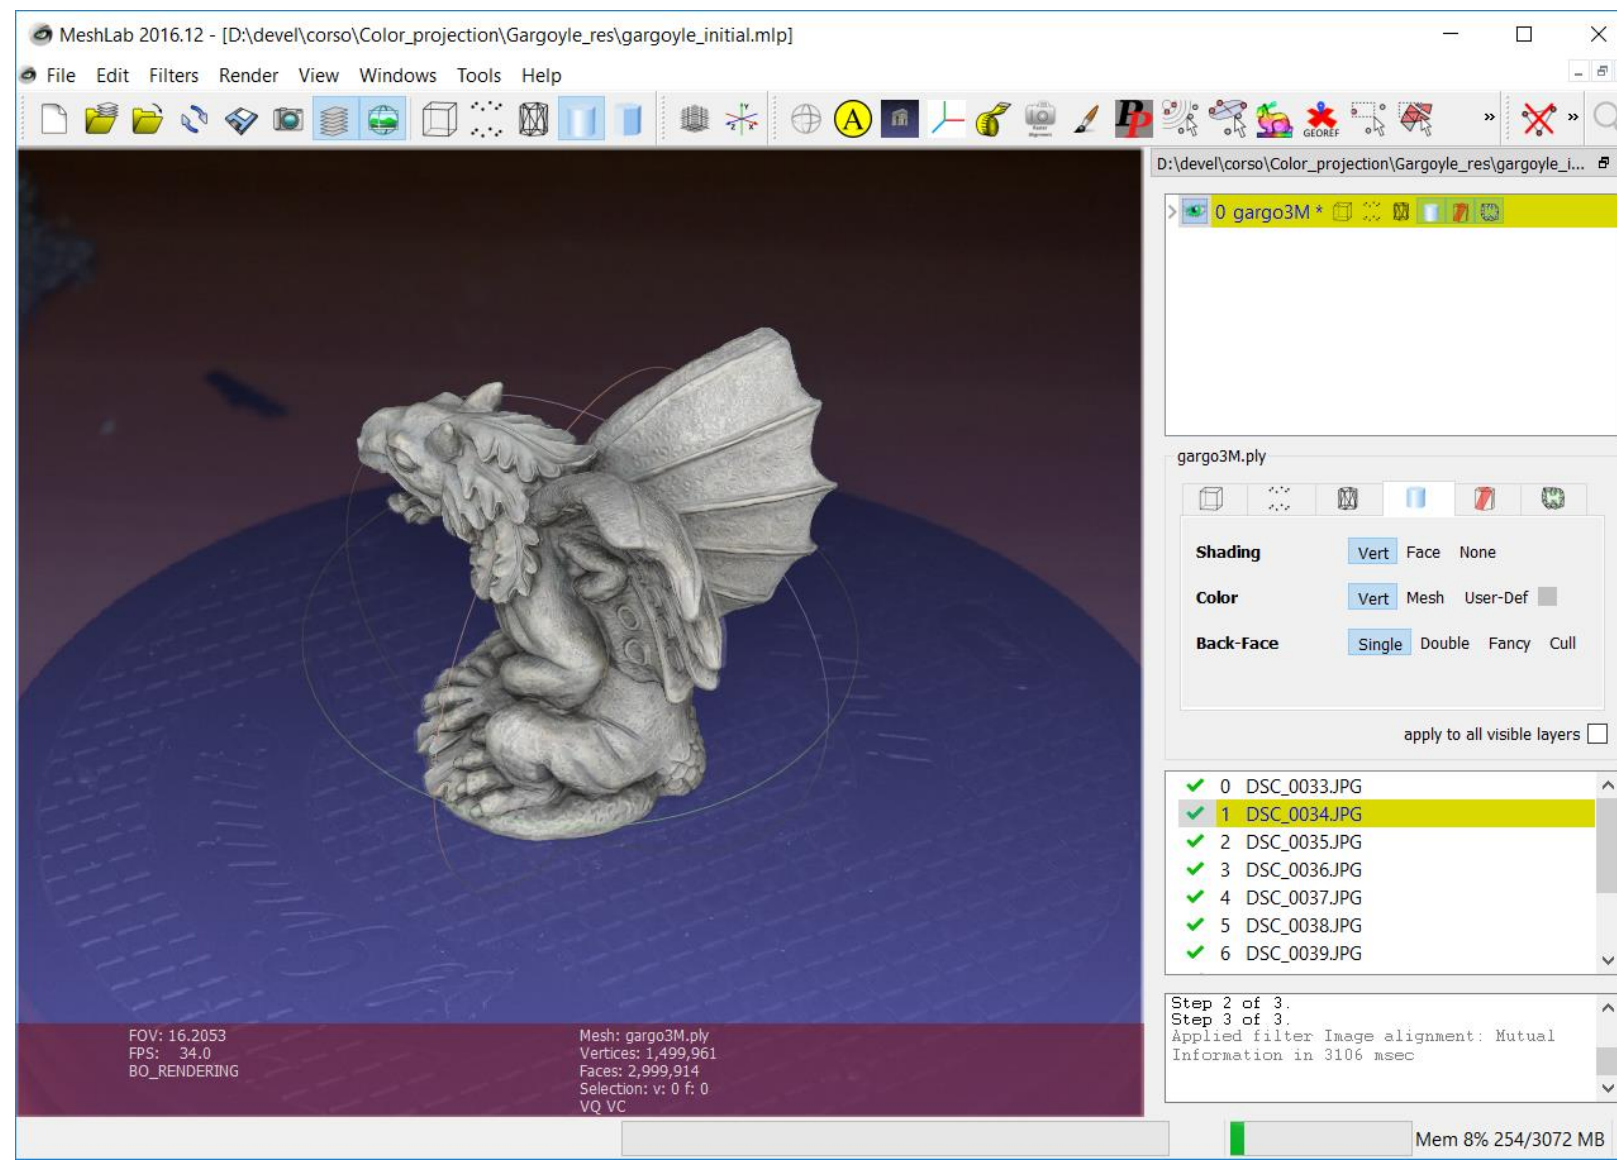 MeshLab 2016.12 - [D:\devel\corso\Color_projection\Gargoyle_res\gargoyle_initial.mlp]
File Edit Filters Render View Windows Tools Help
A
PP
GEOREF
»
»
D:\devel\corso\Color_projection\Gargoyle_res\gargoyle_i...
0 gargo3M *
gargo3M.ply
Shading Vert Face None
Color Vert Mesh User-Def
Back-Face Single Double Fancy Cull
apply to all visible layers
0 DSC_0033.JPG
1 DSC_0034.JPG
2 DSC_0035.JPG
3 DSC_0036.JPG
4 DSC_0037.JPG
5 DSC_0038.JPG
6 DSC_0039.JPG
Step 2 of 3.
Step 3 of 3.
Applied filter Image alignment: Mutual
Information in 3106 msec
FOV: 16.2053
FPS: 34.0
BO_RENDERING
Mesh: gargo3M.ply
Vertices: 1,499,961
Faces: 2,999,914
Selection: v: 0 f: 0
VQ VC
Mem 8% 254/3072 MB